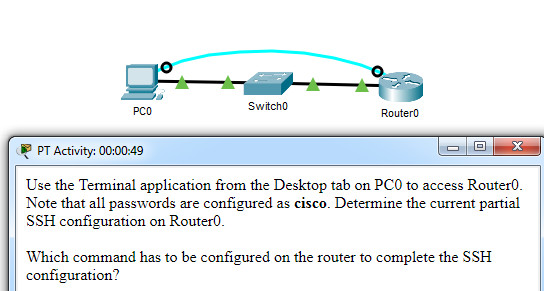 PC0
Switch0
Router0
PT Activity: 00:00:49
Use the Terminal application from the Desktop tab on PC0 to access Router0.
Note that all passwords are configured as cisco. Determine the current partial
SSH configuration on Router0.
Which command has to be configured on the router to complete the SSH
configuration?